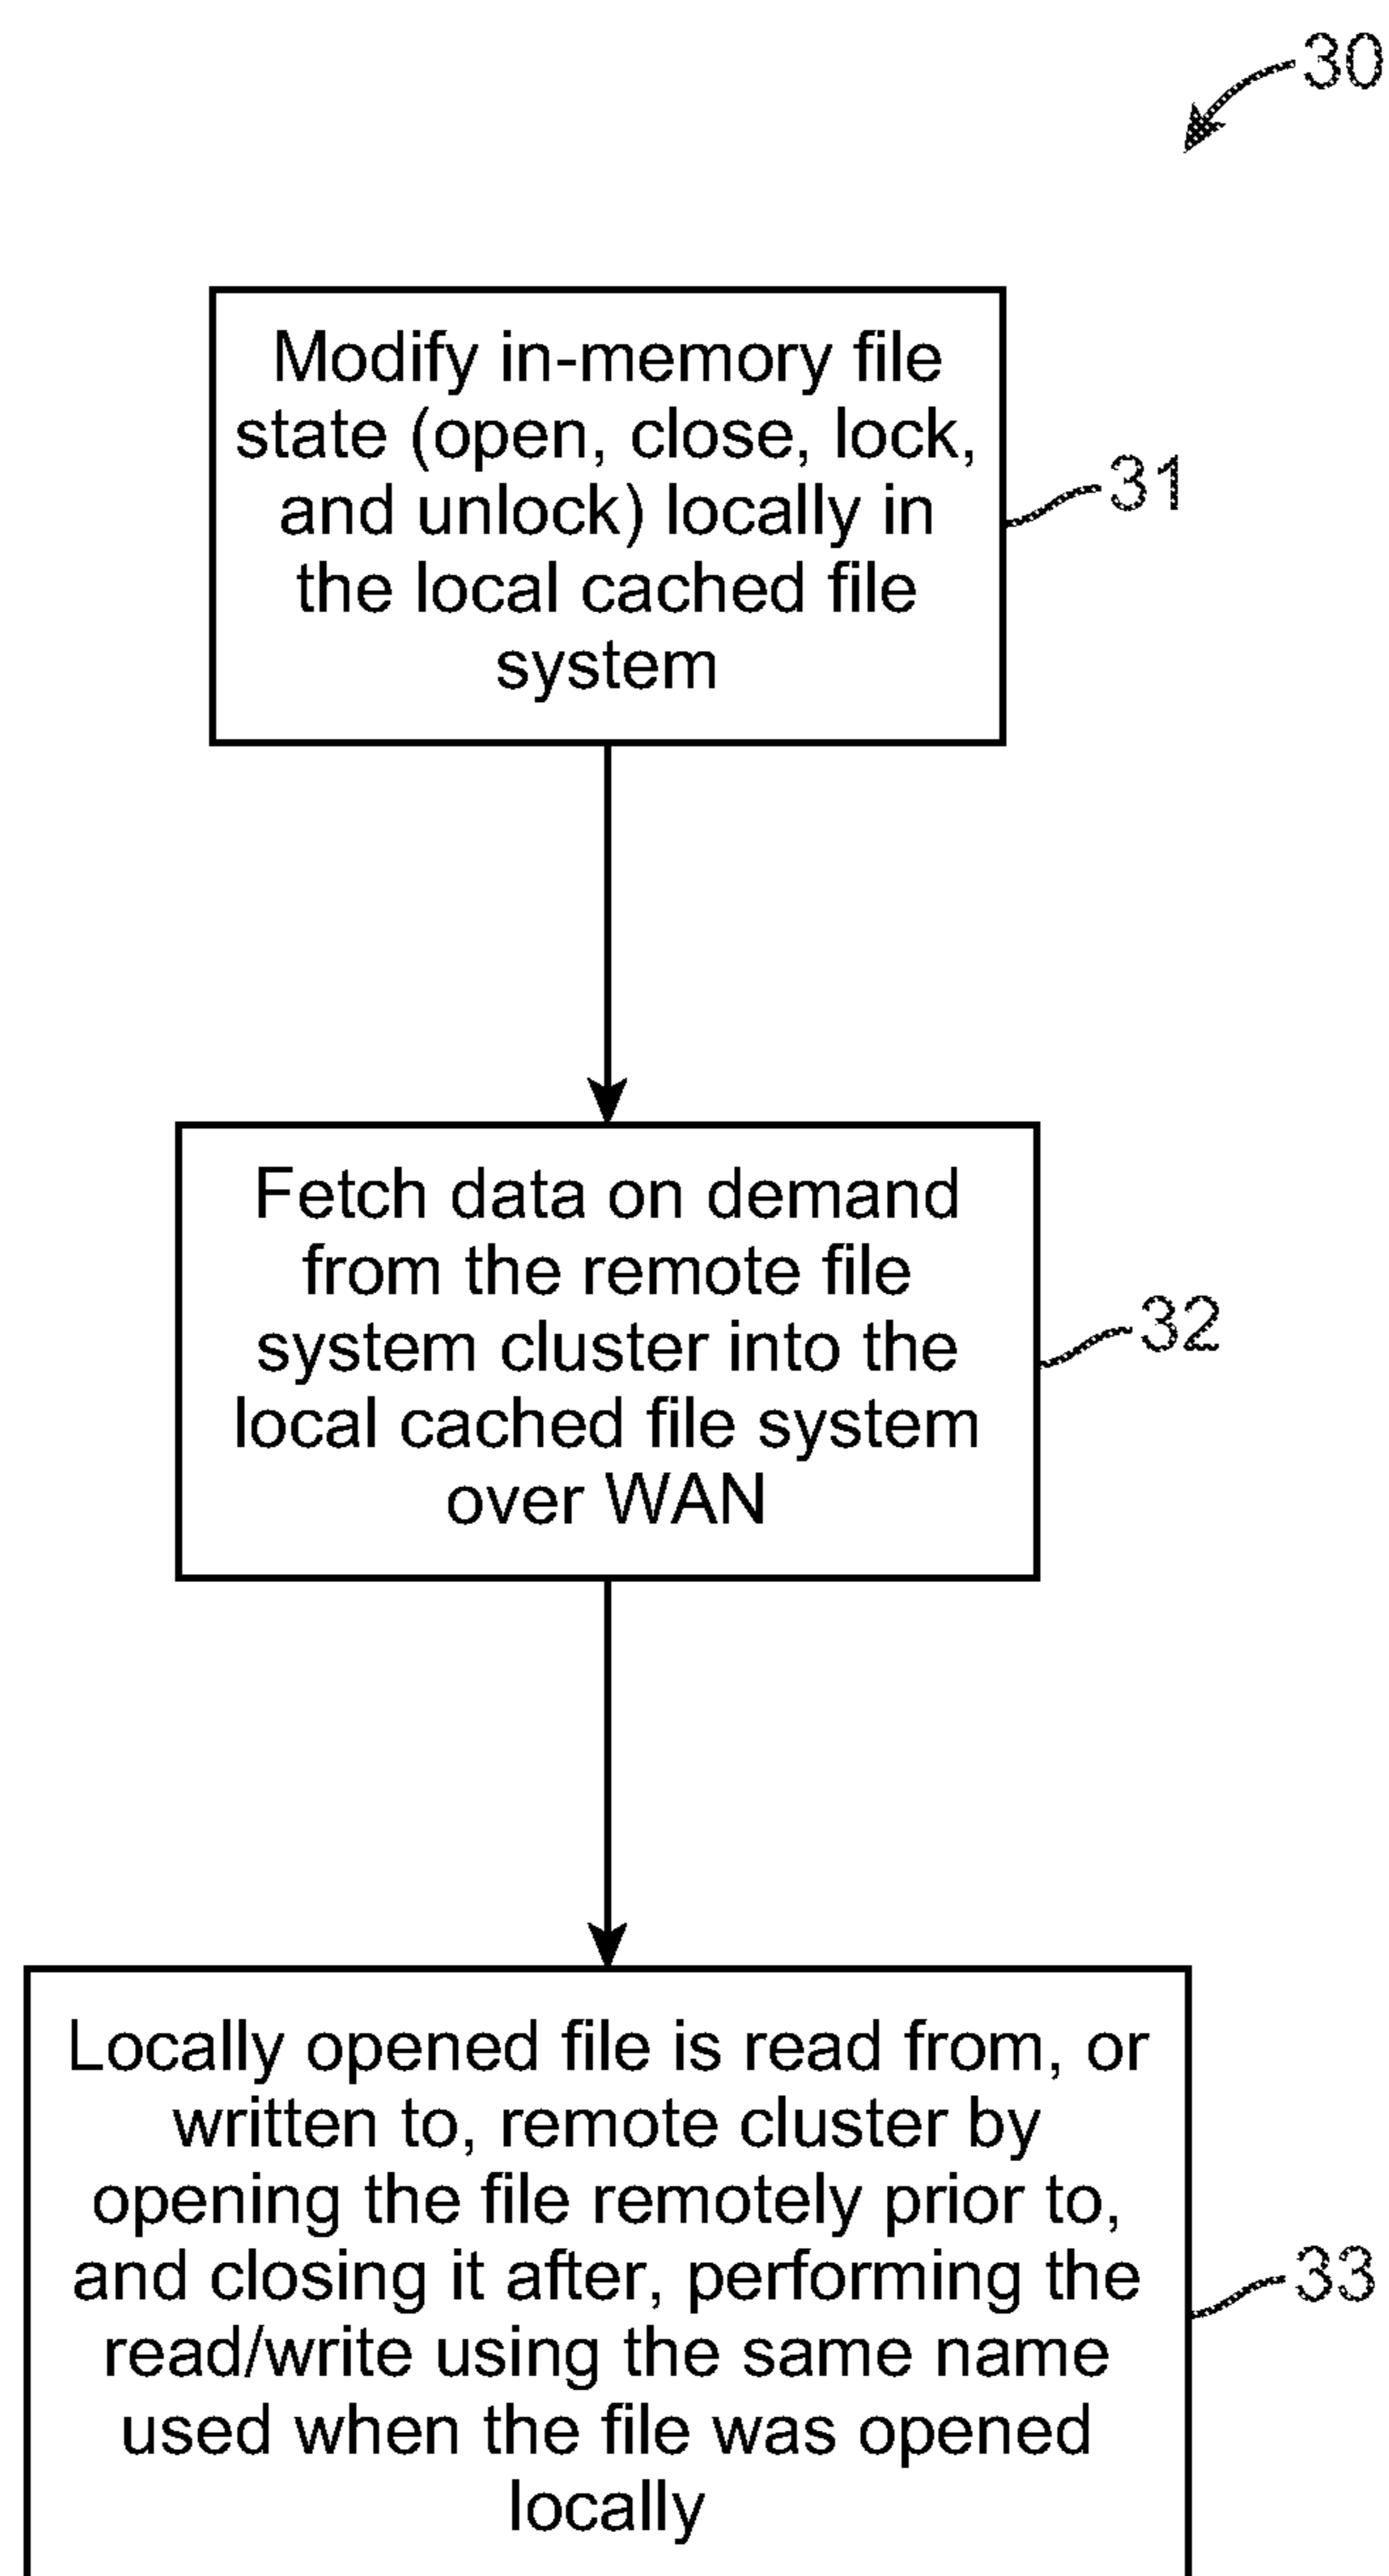 30
Modify in-memory file
state (open, close, lock,
and unlock) locally in
the local cached file
system
31
Fetch data on demand
from the remote file
system cluster into the
local cached file system
over WAN
32
Locally opened file is read from, or
written to, remote cluster by
opening the file remotely prior to,
and closing it after, performing the
read/write using the same name
used when the file was opened
locally
33